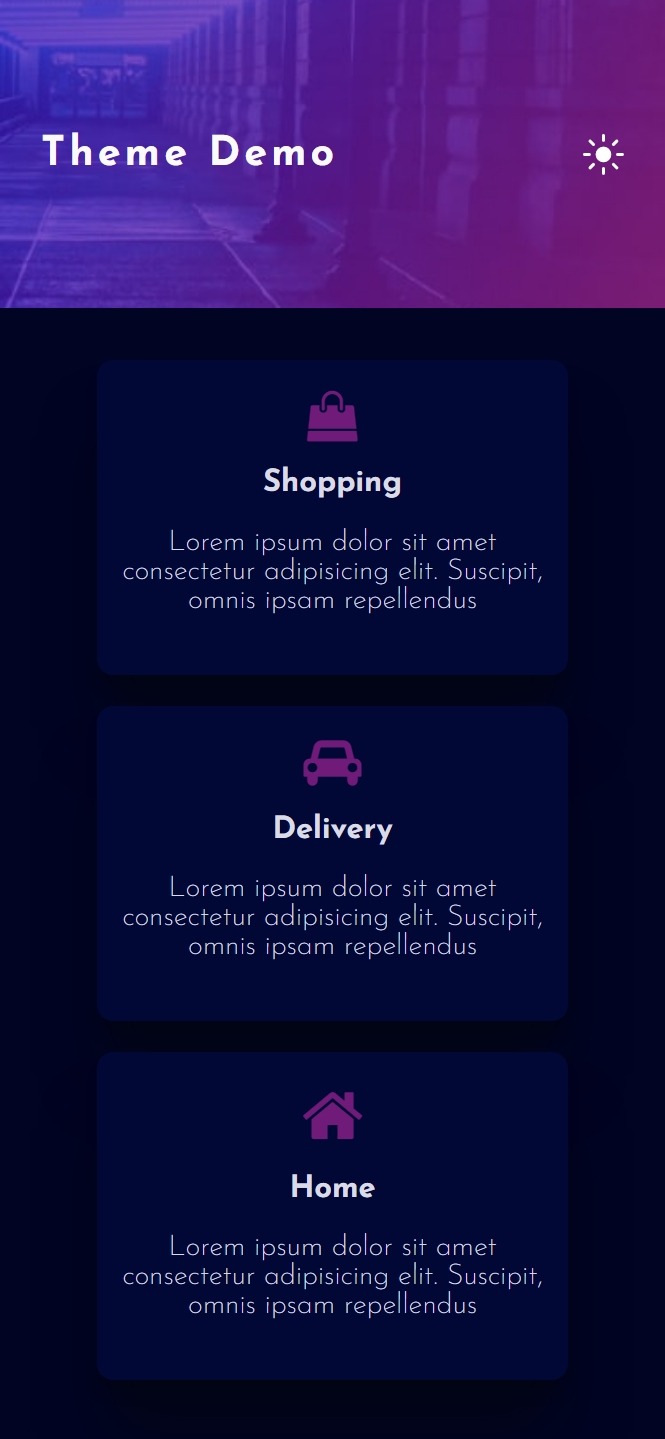 Theme Demo
Shopping
Lorem ipsum dolor sit amet
consectetur adipisicing elit. Suscipit,
omnis ipsam repellendus
Delivery
Lorem ipsum dolor sit amet
consectetur adipisicing elit. Suscipit,
omnis ipsam repellendus
Home
Lorem ipsum dolor sit amet
consectetur adipisicing elit. Suscipit,
omnis ipsam repellendus